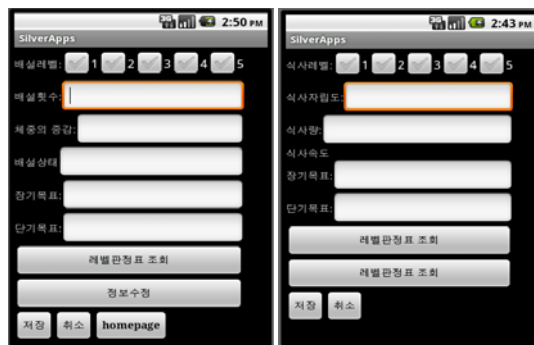 2:50 PM
SilverApps
배설레벨: 1 2 3 4 5
배설횟수:
체중의 증감:
배설상태
장기목표:
단기목표:
레벨판정표 조회
정보수정
저장 취소 homepage
2:43 PM
SilverApps
식사레벨: 1 2 3 4 5
식사자립도:
식사량:
식사속도
장기목표:
단기목표:
레벨판정표 조회
레벨판정표 조회
저장 취소